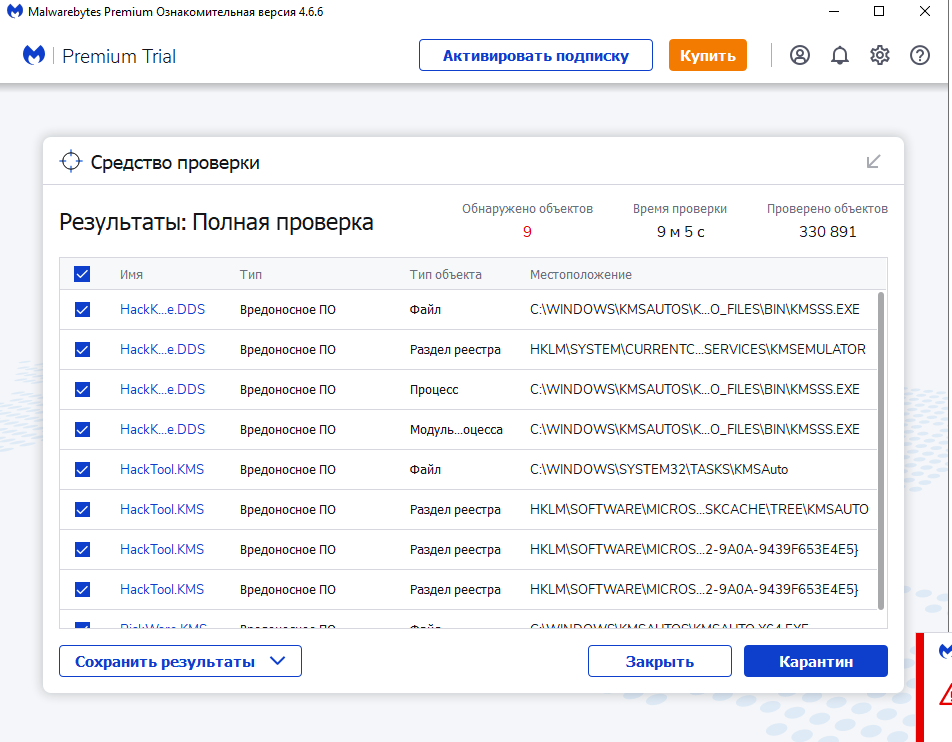 Malwarebytes Premium Ознакомительная версия 4.6.6
Premium Trial
Активировать подписку
Купить
Средство проверки
Результаты: Полная проверка
Обнаружено объектов
9
Время проверки
9 м 5 с
Проверено объектов
330 891
Имя Тип Тип объекта Местоположение
HackK...e.DDS Вредоносное ПО Файл C:\WINDOWS\KMSAUTOS\K...O_FILES\BIN\KMSSS.EXE
HackK...e.DDS Вредоносное ПО Раздел реестра HKLM\SYSTEM\CURRENTC...SERVICES\KMSEMULATOR
HackK...e.DDS Вредоносное ПО Процесс C:\WINDOWS\KMSAUTOS\K...O_FILES\BIN\KMSSS.EXE
HackK...e.DDS Вредоносное ПО Модуль...оцесса C:\WINDOWS\KMSAUTOS\K...O_FILES\BIN\KMSSS.EXE
HackTool.KMS Вредоносное ПО Файл C:\WINDOWS\SYSTEM32\TASKS\KMSAuto
HackTool.KMS Вредоносное ПО Раздел реестра HKLM\SOFTWARE\MICROS...SKCACHE\TREE\KMSAUTO
HackTool.KMS Вредоносное ПО Раздел реестра HKLM\SOFTWARE\MICROS...2-9A0A-9439F653E4E5}
HackTool.KMS Вредоносное ПО Раздел реестра HKLM\SOFTWARE\MICROS...2-9A0A-9439F653E4E5}
RiskWare.KMS Вредоносное ПО Файл C:\WINDOWS\KMSAUTOS\KMSAUTO X64.EXE
Сохранить результаты
Закрыть
Карантин